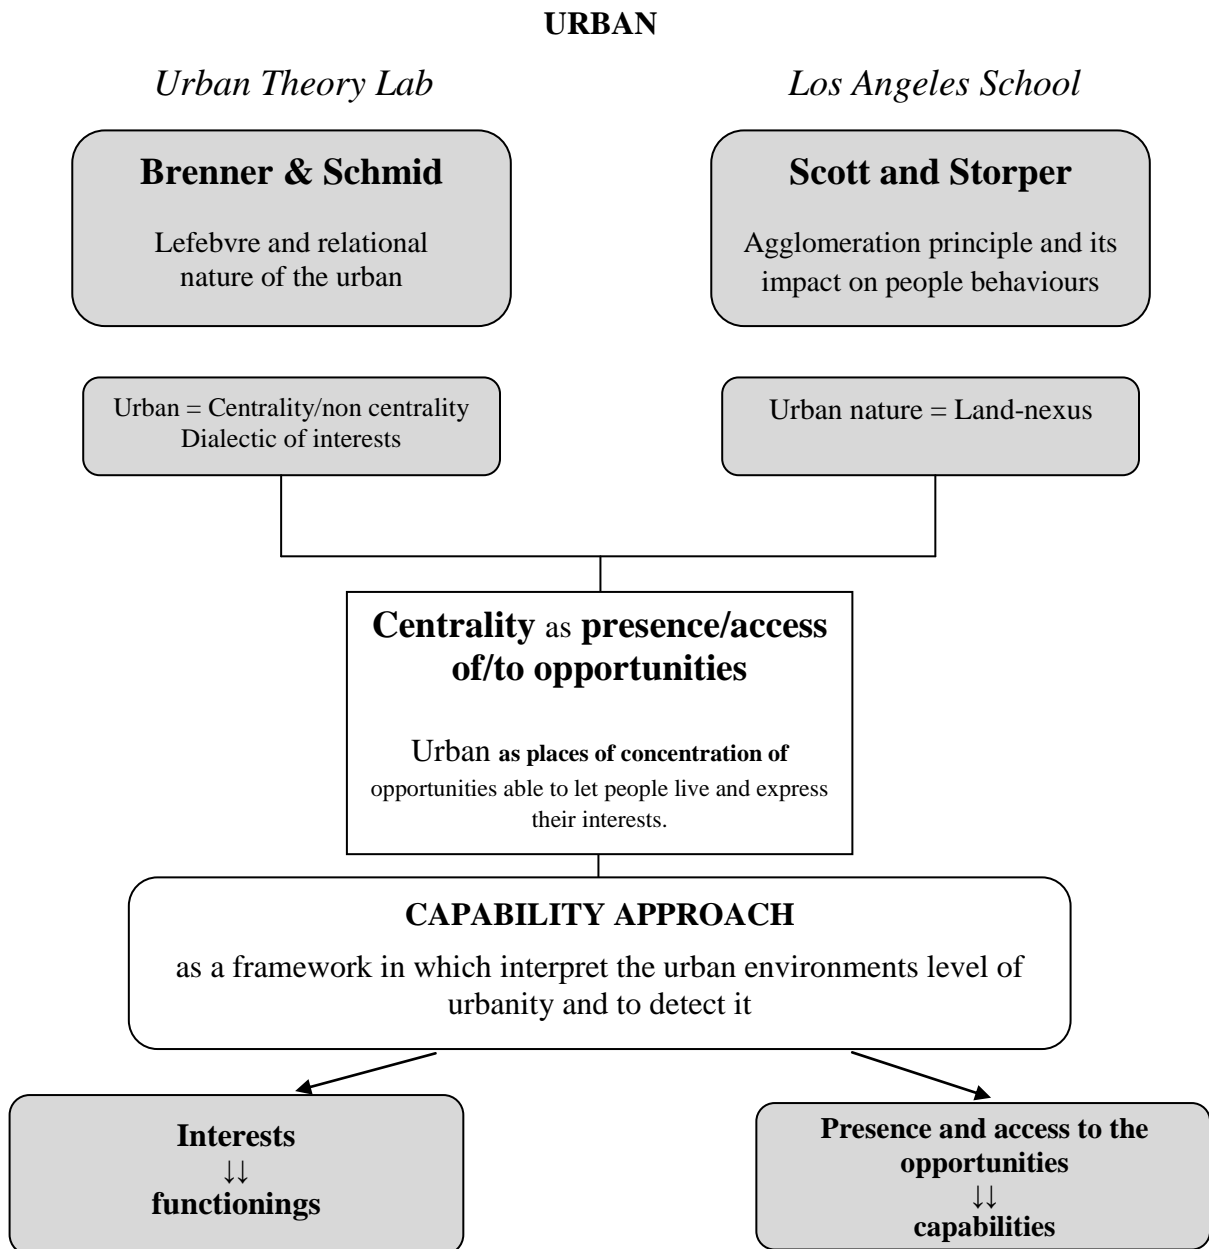 URBAN
Urban Theory Lab
Los Angeles School
Brenner & Schmid
Lefebvre and relational
nature of the urban
Scott and Storper
Agglomeration principle and its
impact on people behaviours
Urban = Centrality/non centrality
Dialectic of interests
Urban nature = Land-nexus
Centrality as presence/access
of/to opportunities
Urban as places of concentration of
opportunities able to let people live and express
their interests.
CAPABILITY APPROACH
as a framework in which interpret the urban environments level of
urbanity and to detect it
Interests
↓↓
functionings
Presence and access to the
opportunities
↓↓
capabilities